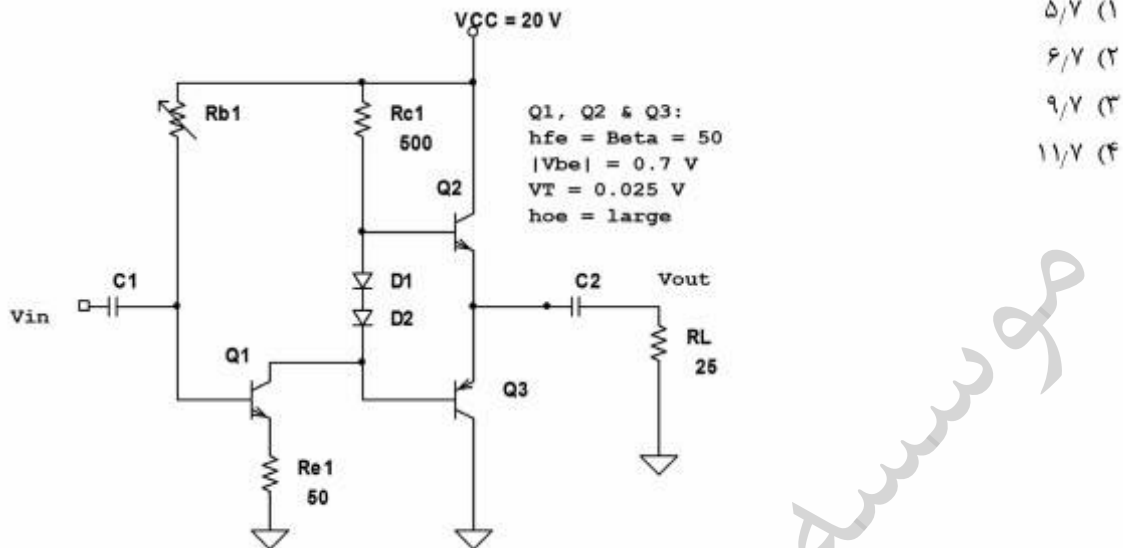 ۱) ۵٫۷
۲) ۶٫۷
۳) ۹٫۷
۴) ۱۱٫۷
VCC = 20 V
Rb1
Rc1
500
Q1, Q2 & Q3:
hfe = Beta = 50
|Vbe| = 0.7 V
VT = 0.025 V
hoe = large
Q2
C1
D1
C2
Vout
Vin
D2
RL
25
Q1
Q3
Re1
50